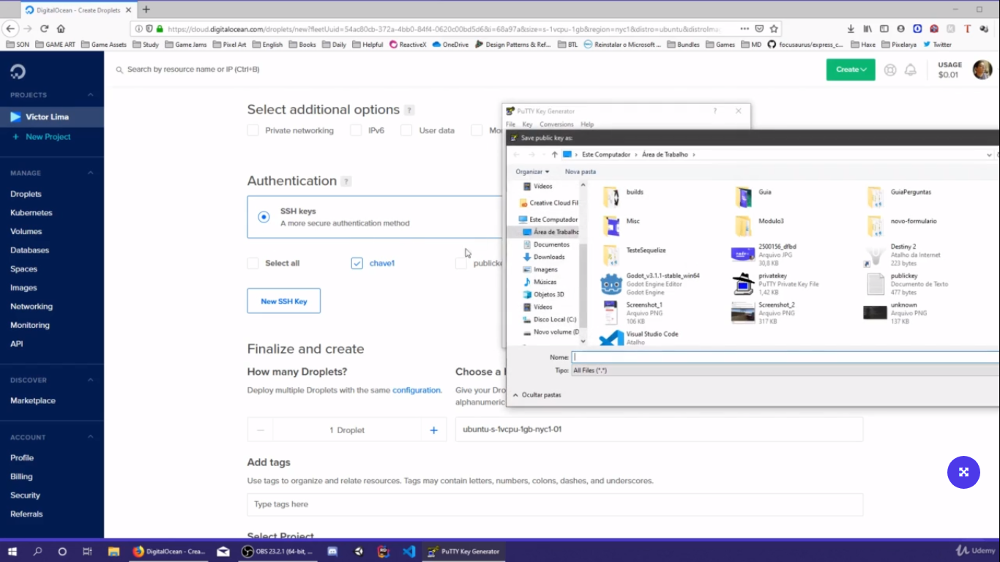 DigitalOcean - Create Droplets
https://cloud.digitalocean.com/droplets/new?fleetUuid=54ac80cb-372a-4bb0-84f4-0620c00bd5d6&i=68a97a&size=s-1vcpu-1gb&region=nyc1&distro=ubuntu&distroIma
SON GAME ART Game Assets Study Game Jams Pixel Art English Books Daily Helpful ReactiveX OneDrive Design Patterns & Ref... BTL Reinstalar o Microsoft ... Bundles Games MD focusaurus/express_c... Haxe Pixelarya Twitter
Search by resource name or IP (Ctrl+B)
Create
USAGE
$0.01
PROJECTS
Victor Lima
+ New Project
MANAGE
Droplets
Kubernetes
Volumes
Databases
Spaces
Images
Networking
Monitoring
API
DISCOVER
Marketplace
ACCOUNT
Profile
Billing
Security
Referrals
Select additional options ?
Private networking IPv6 User data Mo
Authentication ?
SSH keys
A more secure authentication method
Select all chave1 publicke
New SSH Key
Finalize and create
How many Droplets?
Deploy multiple Droplets with the same configuration.
1 Droplet
Choose a
Give your Dro
alphanumeric
ubuntu-s-1vcpu-1gb-nyc1-01
Add tags
Use tags to organize and relate resources. Tags may contain letters, numbers, colons, dashes, and underscores.
Type tags here
Select Project
PuTTY Key Generator ?
File Key Conversions Help
Save public key as:
Este Computador Área de Trabalho
Organizar Nova pasta
Vídeos
Creative Cloud Fil
Este Computador
Área de Trabalho
Documentos
Downloads
Imagens
Músicas
Objetos 3D
Vídeos
Disco Local (C:)
Novo volume (D
builds Guia GuiaPerguntas
Misc Modulo3 novo-formulario
TesteSequelize
2500156_dfbd
Arquivo JPG
30,8 KB
Destiny 2
Atalho da Internet
223 bytes
Godot_v3.1.1-stable_win64
Godot Engine Editor
Godot Engine
privatekey
PuTTY Private Key File
1,42 KB
publickey
Documento de Texto
477 bytes
Screenshot_1
Arquivo PNG
106 KB
Screenshot_2
Arquivo PNG
317 KB
unknown
Arquivo PNG
137 KB
Visual Studio Code
Atalho
Nome:
Tipo: All Files (*.*)
Ocultar pastas
DigitalOcean - Crea... OBS 23.2.1 (64-bit, ... PuTTY Key Generator
Udemy